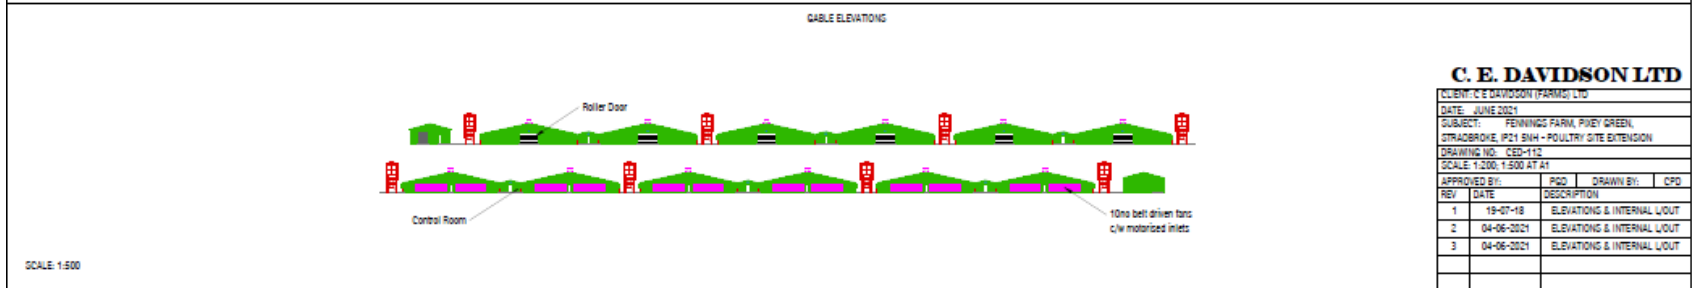 GABLE ELEVATIONS
Roller Door
Control Room
10no belt driven fans
c/w motorised inlets
SCALE: 1:500
C. E. DAVIDSON LTD
CLIENT: C E DAVIDSON (FARMS) LTD
DATE: JUNE 2021
SUBJECT: FENNINGS FARM, PIXEY GREEN,
STRADBROKE, IP21 5NH - POULTRY SITE EXTENSION
DRAWING NO: CED-112
SCALE: 1:200; 1:500 AT A1
APPROVED BY: PGD DRAWN BY: CPD
REV DATE DESCRIPTION
1 19-07-18 ELEVATIONS & INTERNAL L/OUT
2 04-06-2021 ELEVATIONS & INTERNAL L/OUT
3 04-06-2021 ELEVATIONS & INTERNAL L/OUT